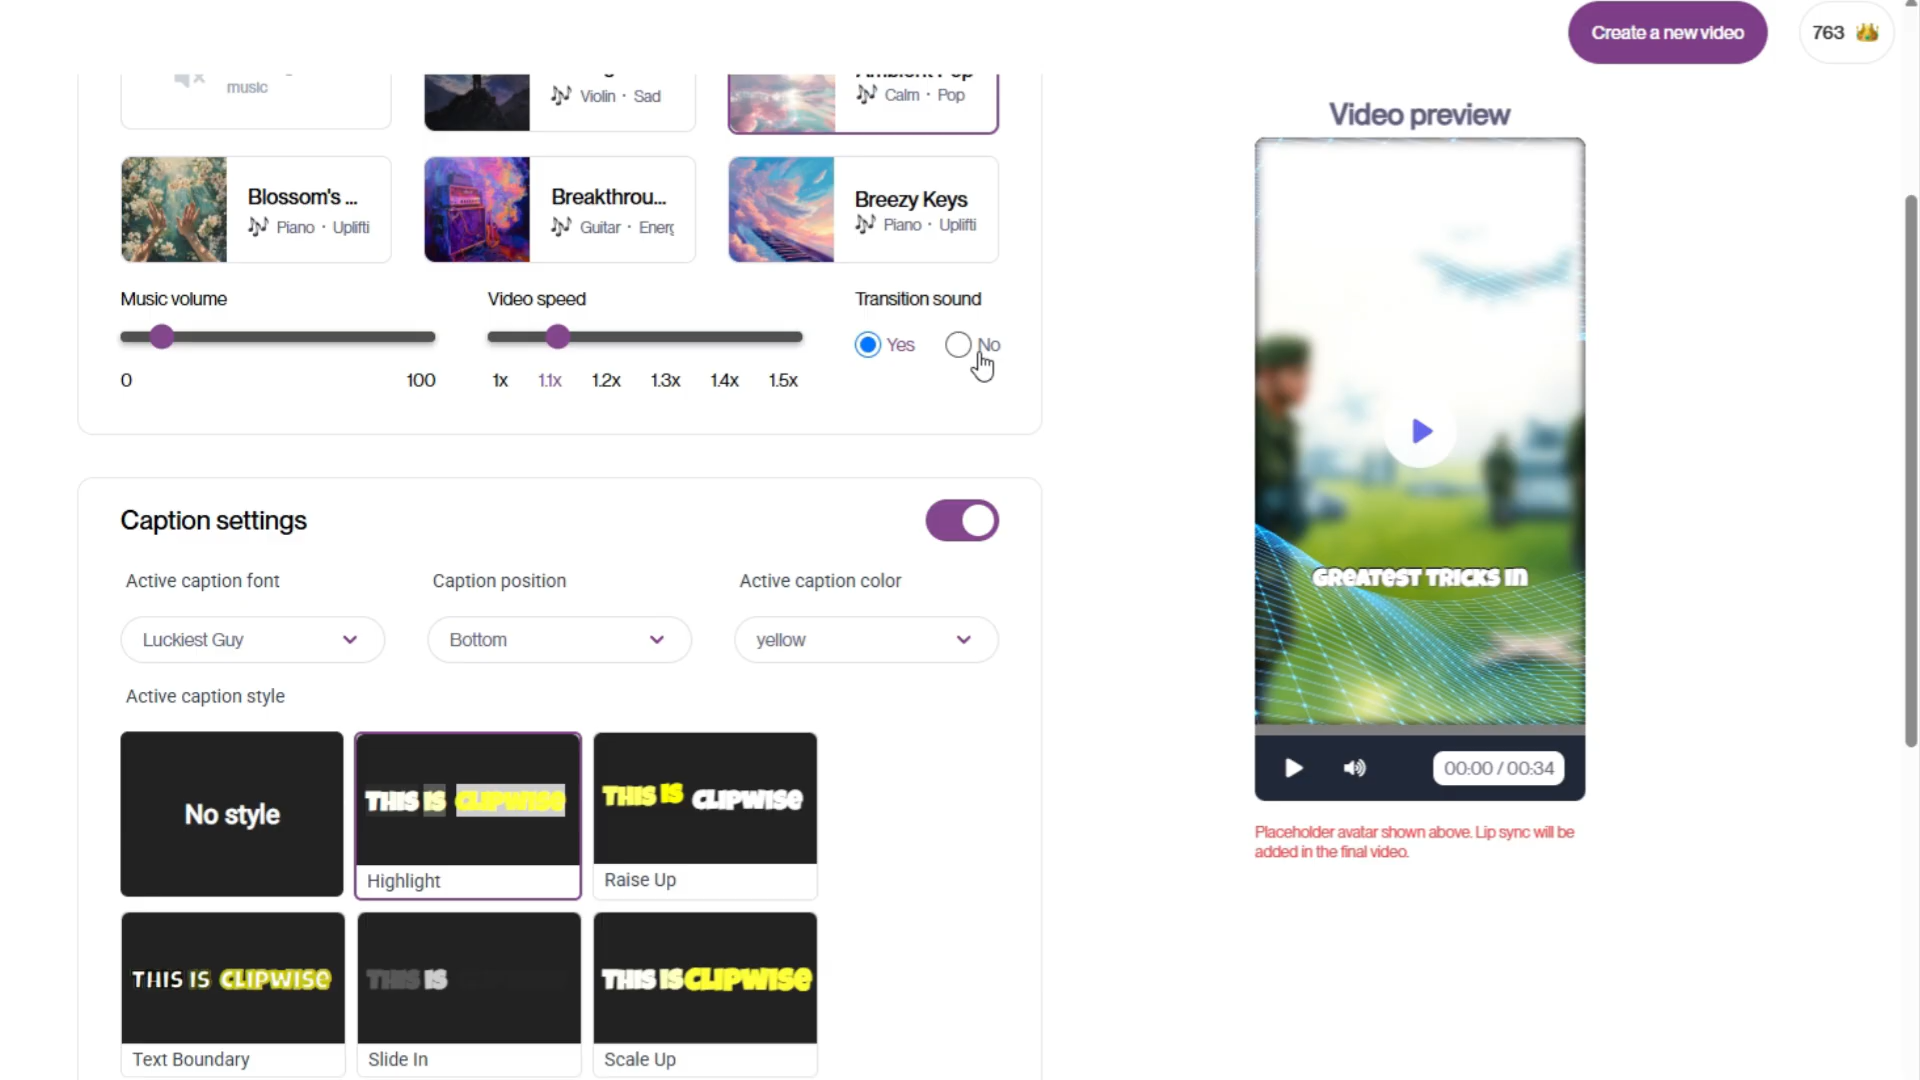 Create a new video
763
music
Violin · Sad
Ambient Pop
Calm · Pop
Video preview
Blossom's ...
Piano · Uplifti
Breakthrou...
Guitar · Energ
Breezy Keys
Piano · Uplifti
Music volume
Video speed
Transition sound
Yes
No
0
100
1x
1.1x
1.2x
1.3x
1.4x
1.5x
Caption settings
Active caption font
Caption position
Active caption color
GREATEST TRICKS IN
Luckiest Guy
Bottom
yellow
Active caption style
No style
THIS IS CLIPWISE
Highlight
THIS IS CLIPWISE
Raise Up
00:00 / 00:34
Placeholder avatar shown above. Lip sync will be
added in the final video.
THIS IS CLIPWISE
Text Boundary
THIS IS
Slide In
THIS IS CLIPWISE
Scale Up